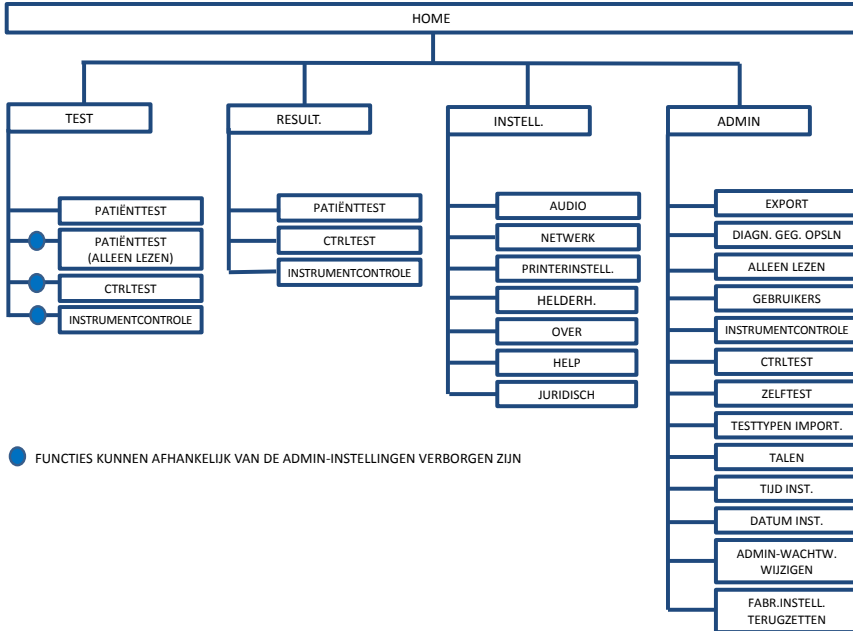 HOME
TEST
PATIËNTTEST
PATIËNTTEST
(ALLEEN LEZEN)
CTRLTEST
INSTRUMENTCONTROLE
RESULT.
PATIËNTTEST
CTRLTEST
INSTRUMENTCONTROLE
INSTELL.
AUDIO
NETWERK
PRINTERINSTELL.
HELDERH.
OVER
HELP
JURIDISCH
ADMIN
EXPORT
DIAGN. GEG. OPSLN
ALLEEN LEZEN
GEBRUIKERS
INSTRUMENTCONTROLE
CTRLTEST
ZELFTEST
TESTTYPEN IMPORT.
TALEN
TIJD INST.
DATUM INST.
ADMIN-WACHTW.
WIJZIGEN
FABR.INSTELL.
TERUGZETTEN
FUNCTIES KUNNEN AFHANKELIJK VAN DE ADMIN-INSTELLINGEN VERBORGEN ZIJN